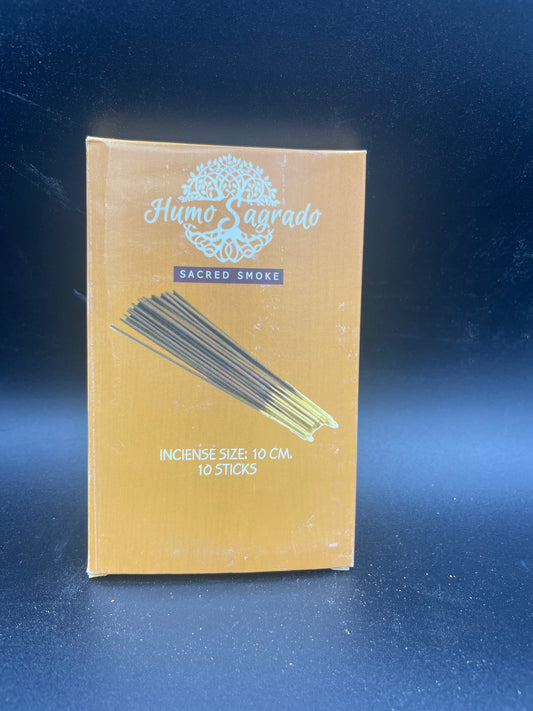 Humo Sagrado
SACRED SMOKE
INCIENSE SIZE: 10 CM.
10 STICKS